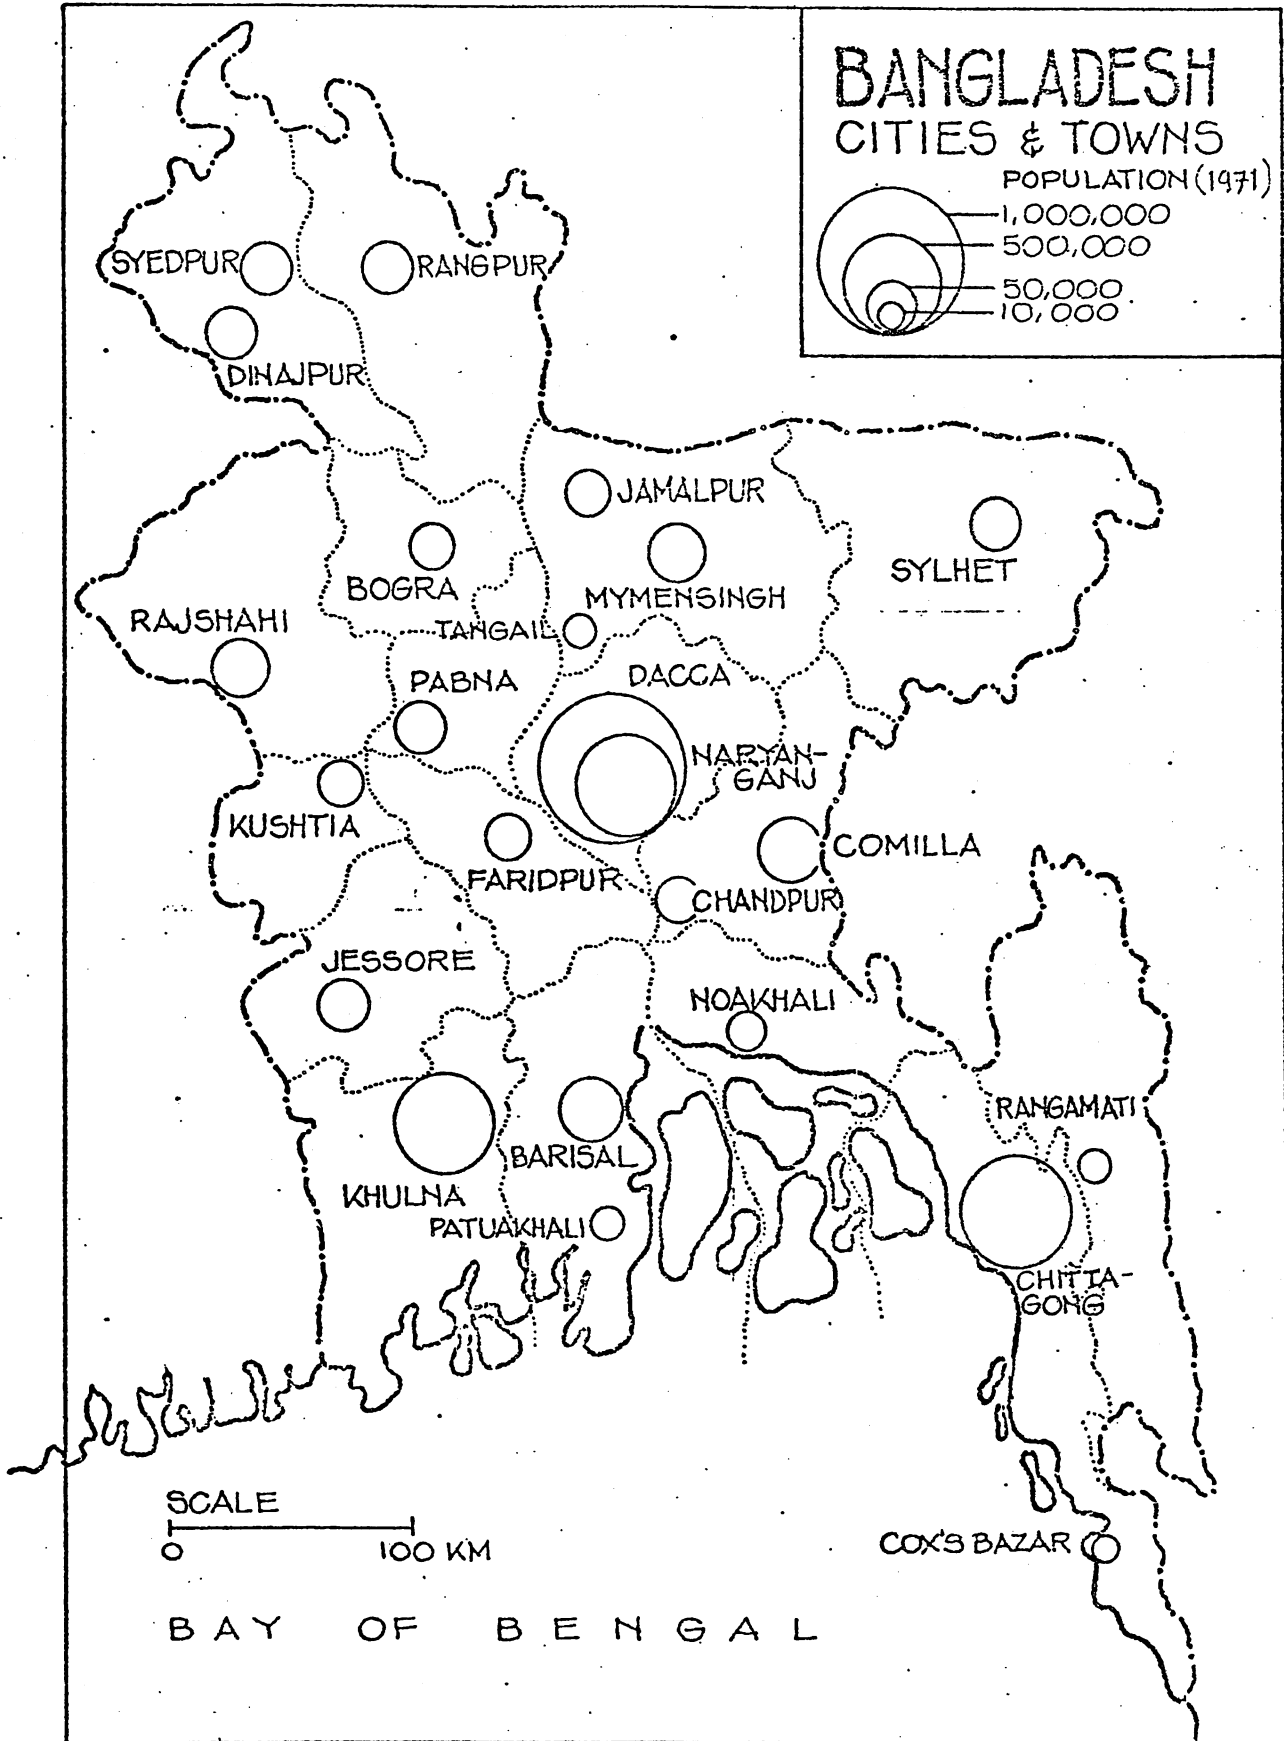 BANGLADESH
CITIES & TOWNS
POPULATION (1971)
1,000,000
500,000
50,000
10,000
SYEDPUR
RANGPUR
DINAJPUR
JAMALPUR
SYLHET
BOGRA
MYMENSINGH
RAJSHAHI
TANGAIL
PABNA
DACCA
NARYAN-
GANJ
KUSHTIA
COMILLA
FARIDPUR
CHANDPUR
JESSORE
NOAKHALI
RANGAMATI
BARISAL
KHULNA
PATUAKHALI
CHITTA-
GONG
SCALE
0 100 KM
COX'S BAZAR
BAY OF BENGAL